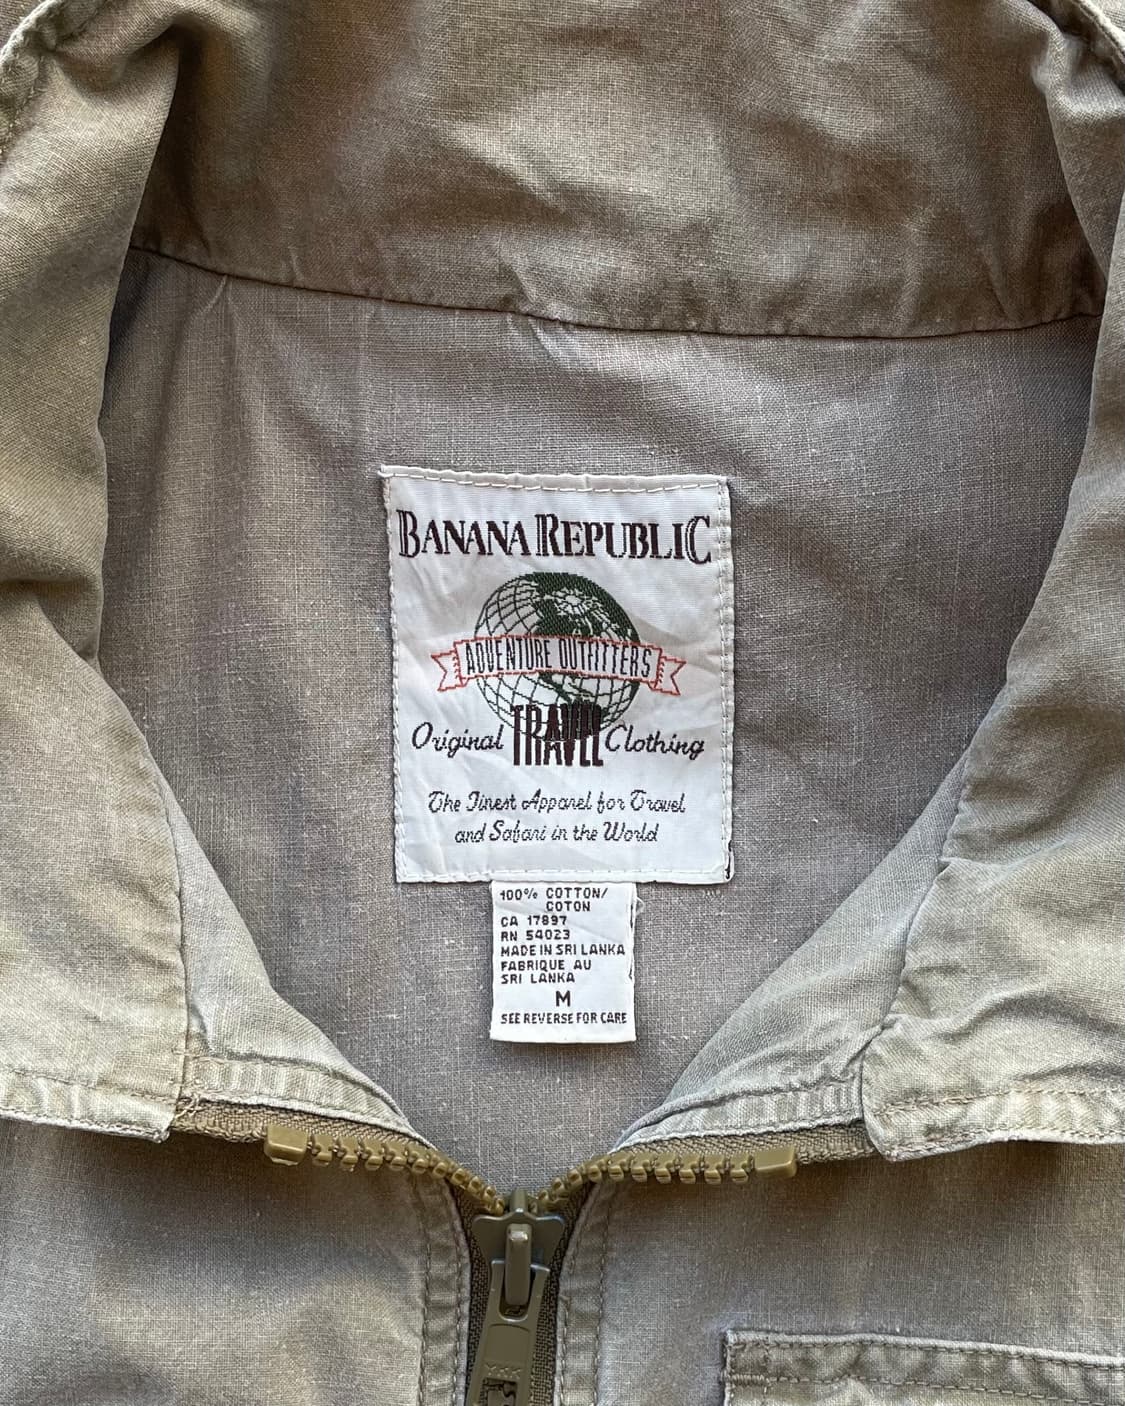 BANANA REPUBLIC
ADVENTURE OUTFITTERS
Original TRAVEL Clothing
The Finest Apparel for Travel
and Safari in the World
100% COTTON/
COTON
CA 17897
RN 54023
MADE IN SRI LANKA
FABRIQUE AU
SRI LANKA
M
SEE REVERSE FOR CARE